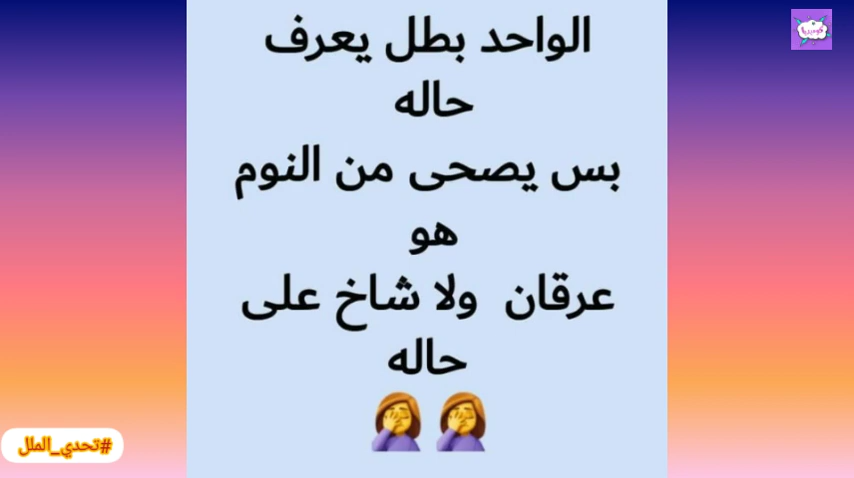 الواحد بطل يعرف
حاله
بس يصحى من النوم
هو
عرقان ولا شاخ على
حاله
#تحدي_الملل